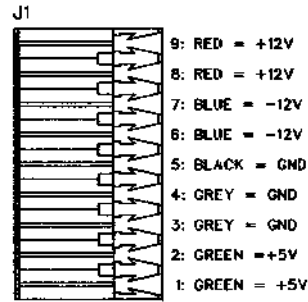 J1
9: RED = +12V
8: RED = +12V
7: BLUE = -12V
6: BLUE = -12V
5: BLACK = GND
4: GREY = GND
3: GREY = GND
2: GREEN =+5V
1: GREEN = +5V